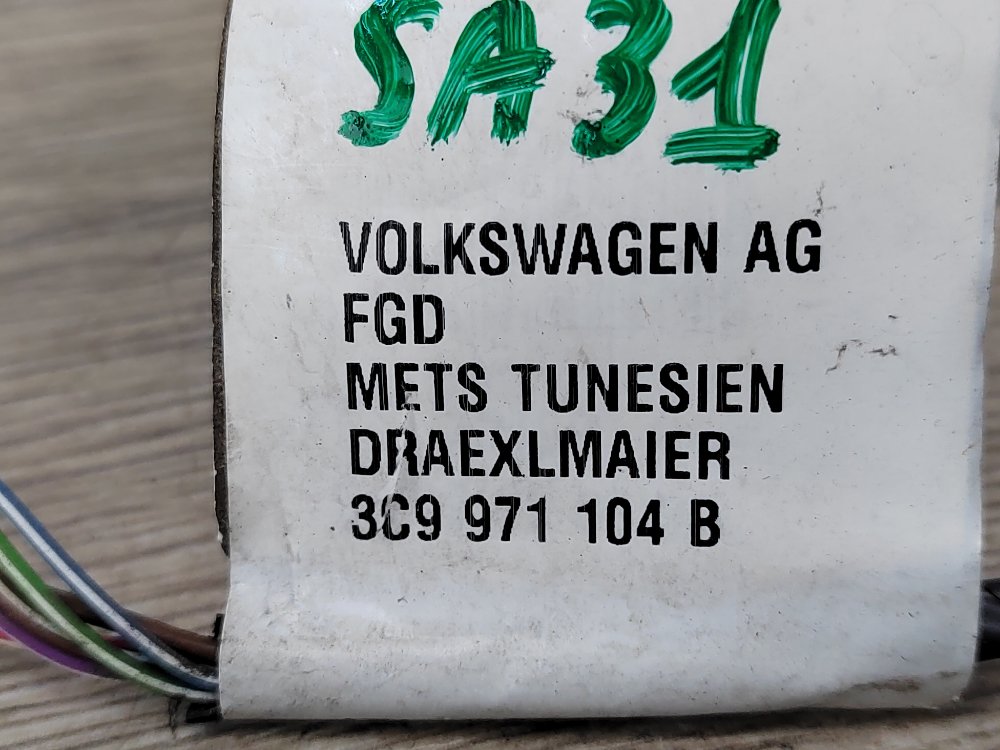 SA31
VOLKSWAGEN AG
FGD
METS TUNESIEN
DRAEXLMAIER
3C9 971 104 B